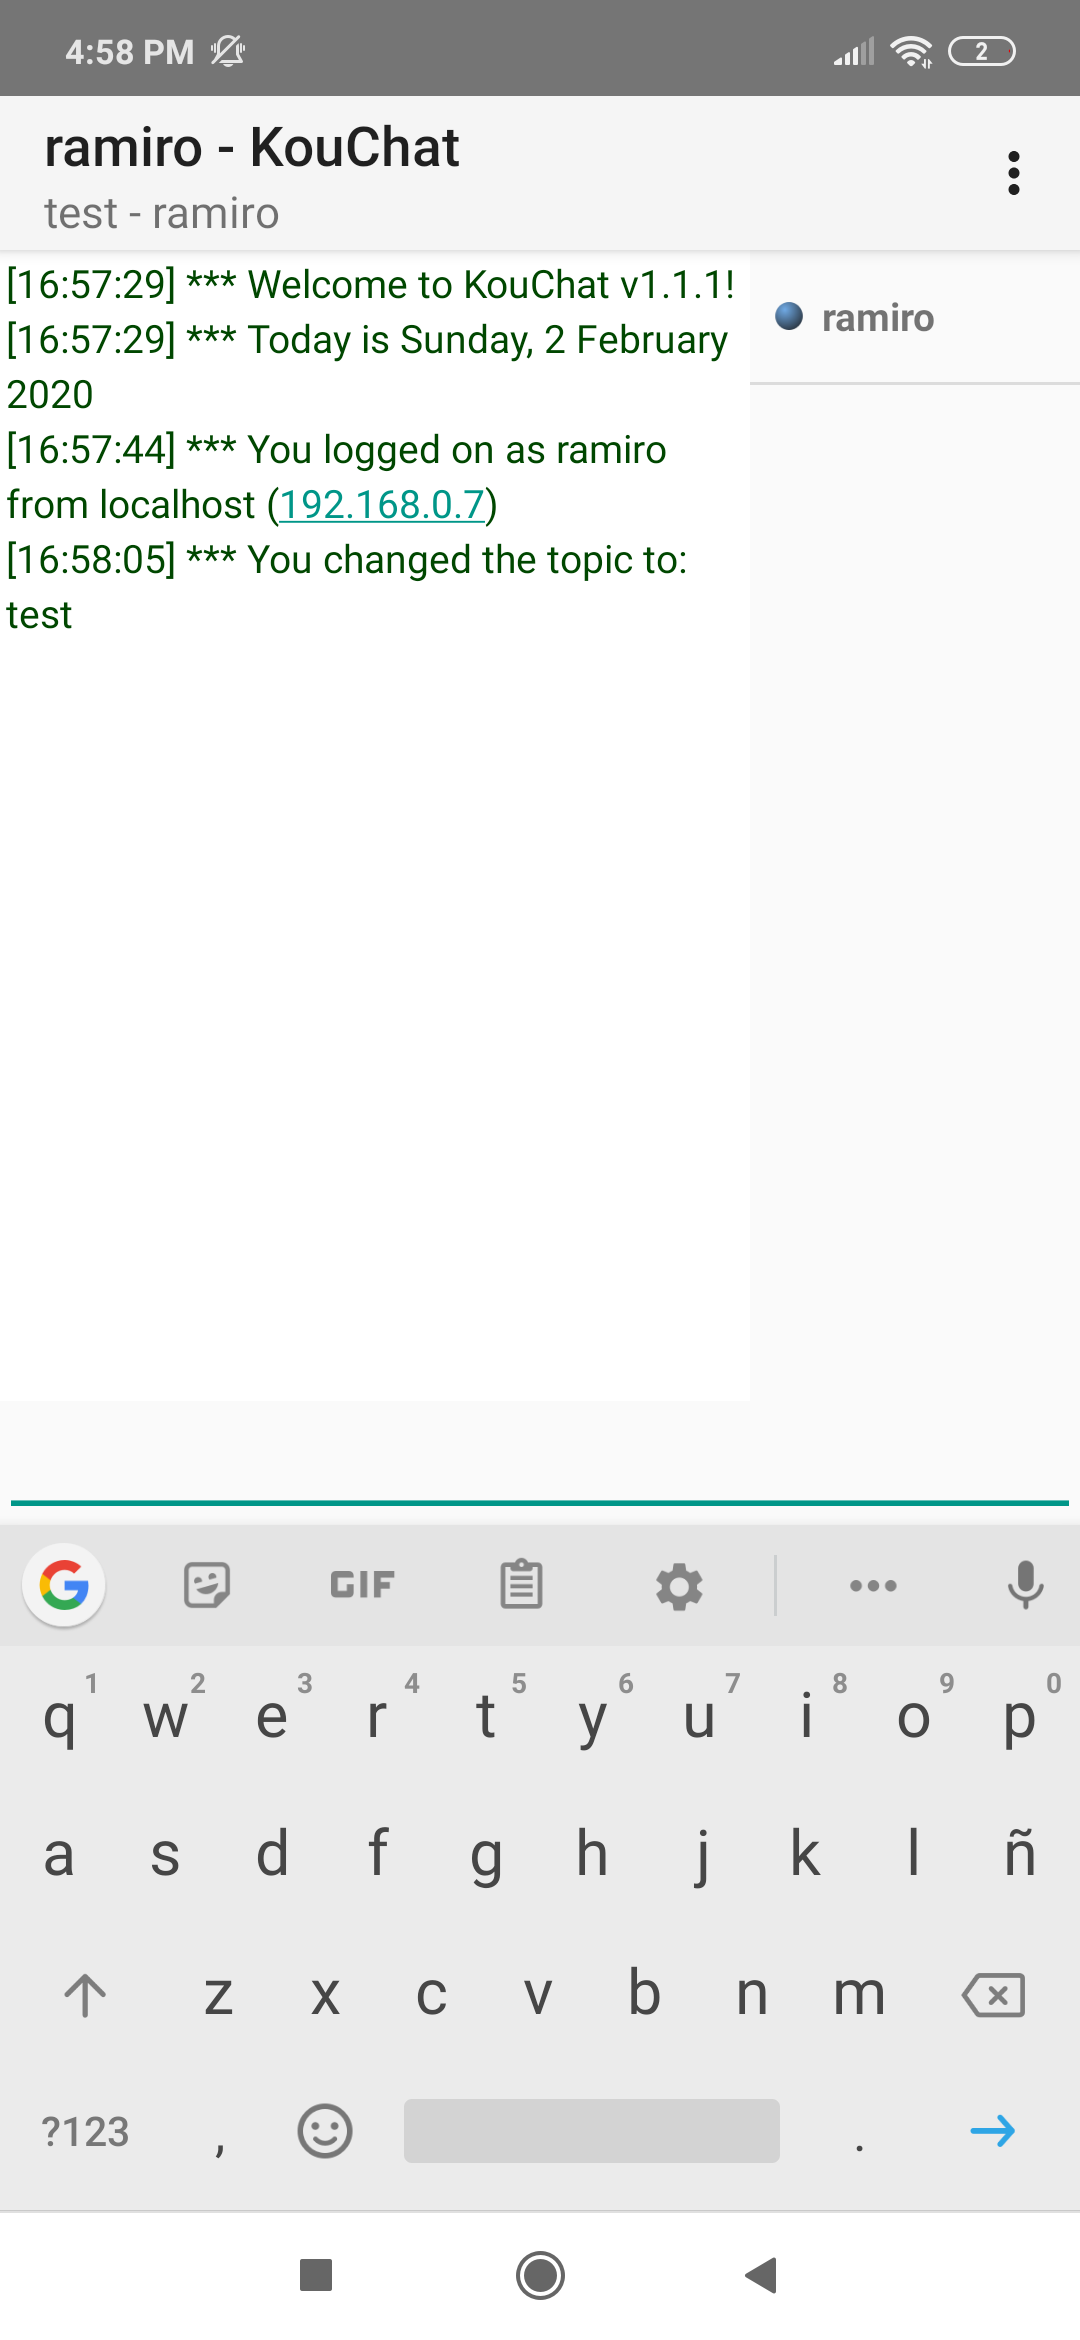 4:58 PM
2
ramiro - KouChat
test - ramiro
[16:57:29] *** Welcome to KouChat v1.1.1!
[16:57:29] *** Today is Sunday, 2 February
2020
[16:57:44] *** You logged on as ramiro
from localhost (192.168.0.7)
[16:58:05] *** You changed the topic to:
test
ramiro
G GIF
1 2 3 4 5 6 7 8 9 0
q w e r t y u i o p
a s d f g h j k l ñ
z x c v b n m
?123 , .